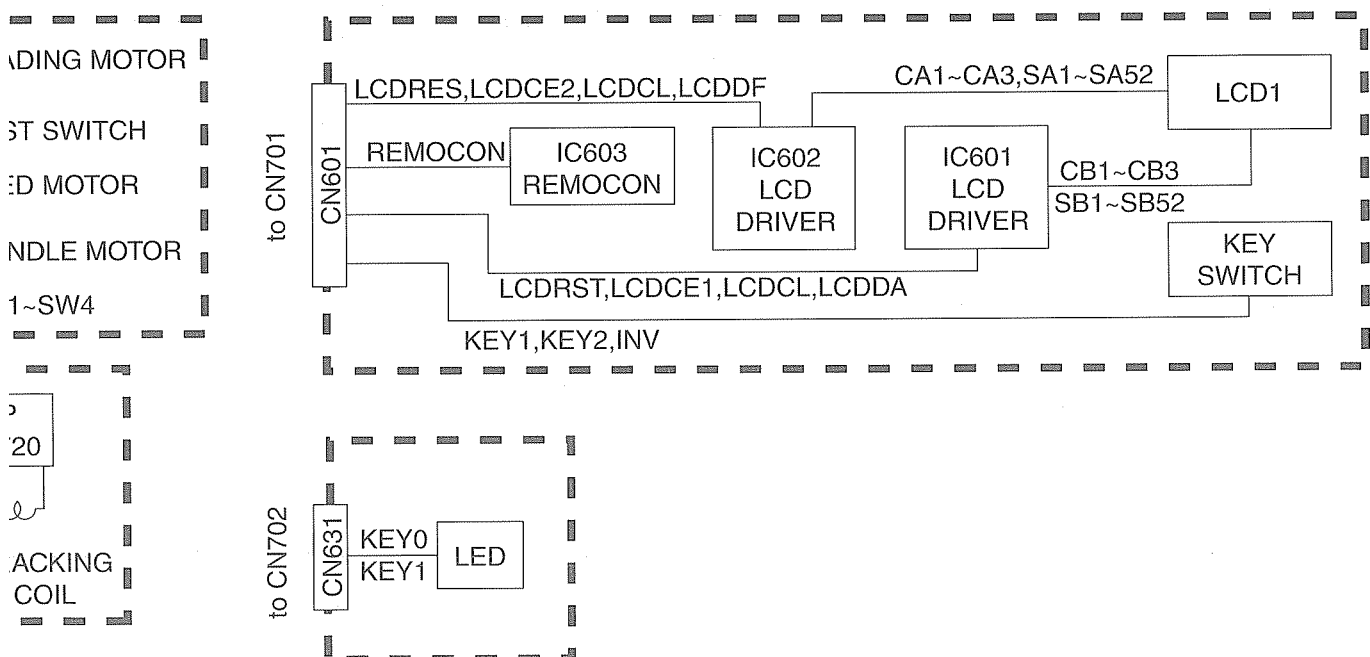 ADING MOTOR
ST SWITCH
ED MOTOR
NDLE MOTOR
1~SW4
720
ACKING
COIL
to CN701
CN601
LCDRES,LCDCE2,LCDCL,LCDDF
REMOCON
IC603
REMOCON
IC602
LCD
DRIVER
IC601
LCD
DRIVER
CA1~CA3,SA1~SA52
LCD1
CB1~CB3
SB1~SB52
KEY
SWITCH
LCDRST,LCDCE1,LCDCL,LCDDA
KEY1,KEY2,INV
to CN702
CN631
KEY0
KEY1
LED